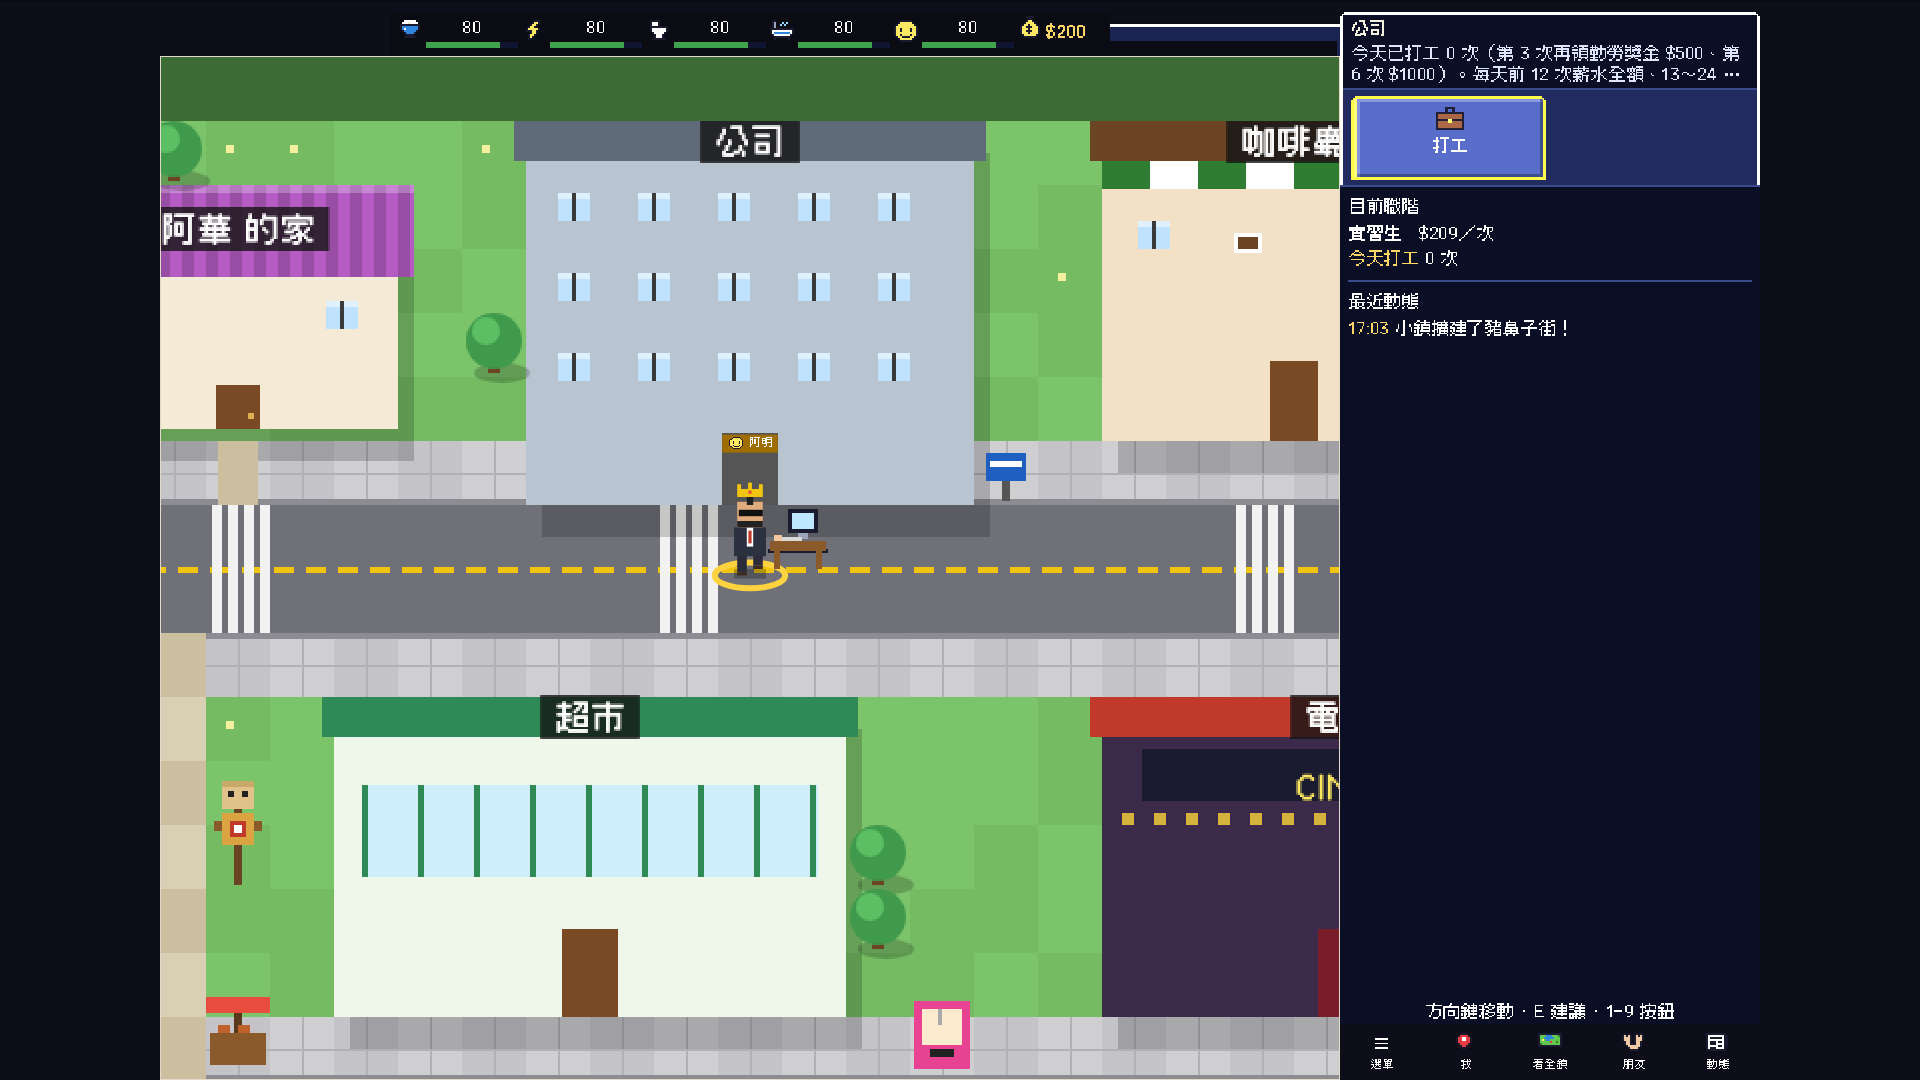 80 80 80 80 80 $200
公司
今天已打工 0 次（第 3 次再領勤勞獎金 $500、第
6 次 $1000）。每天前 12 次薪水全額、13～24 …
打工
目前職階
實習生 $209／次
今天打工 0 次
最近動態
17:03 小鎮擴建了豬鼻子街！
公司
咖啡
阿華 的家
阿明
超市
電
CIN
方向鍵移動・E 建議・1-9 按鈕
選單 我 看全鎮 朋友 動態